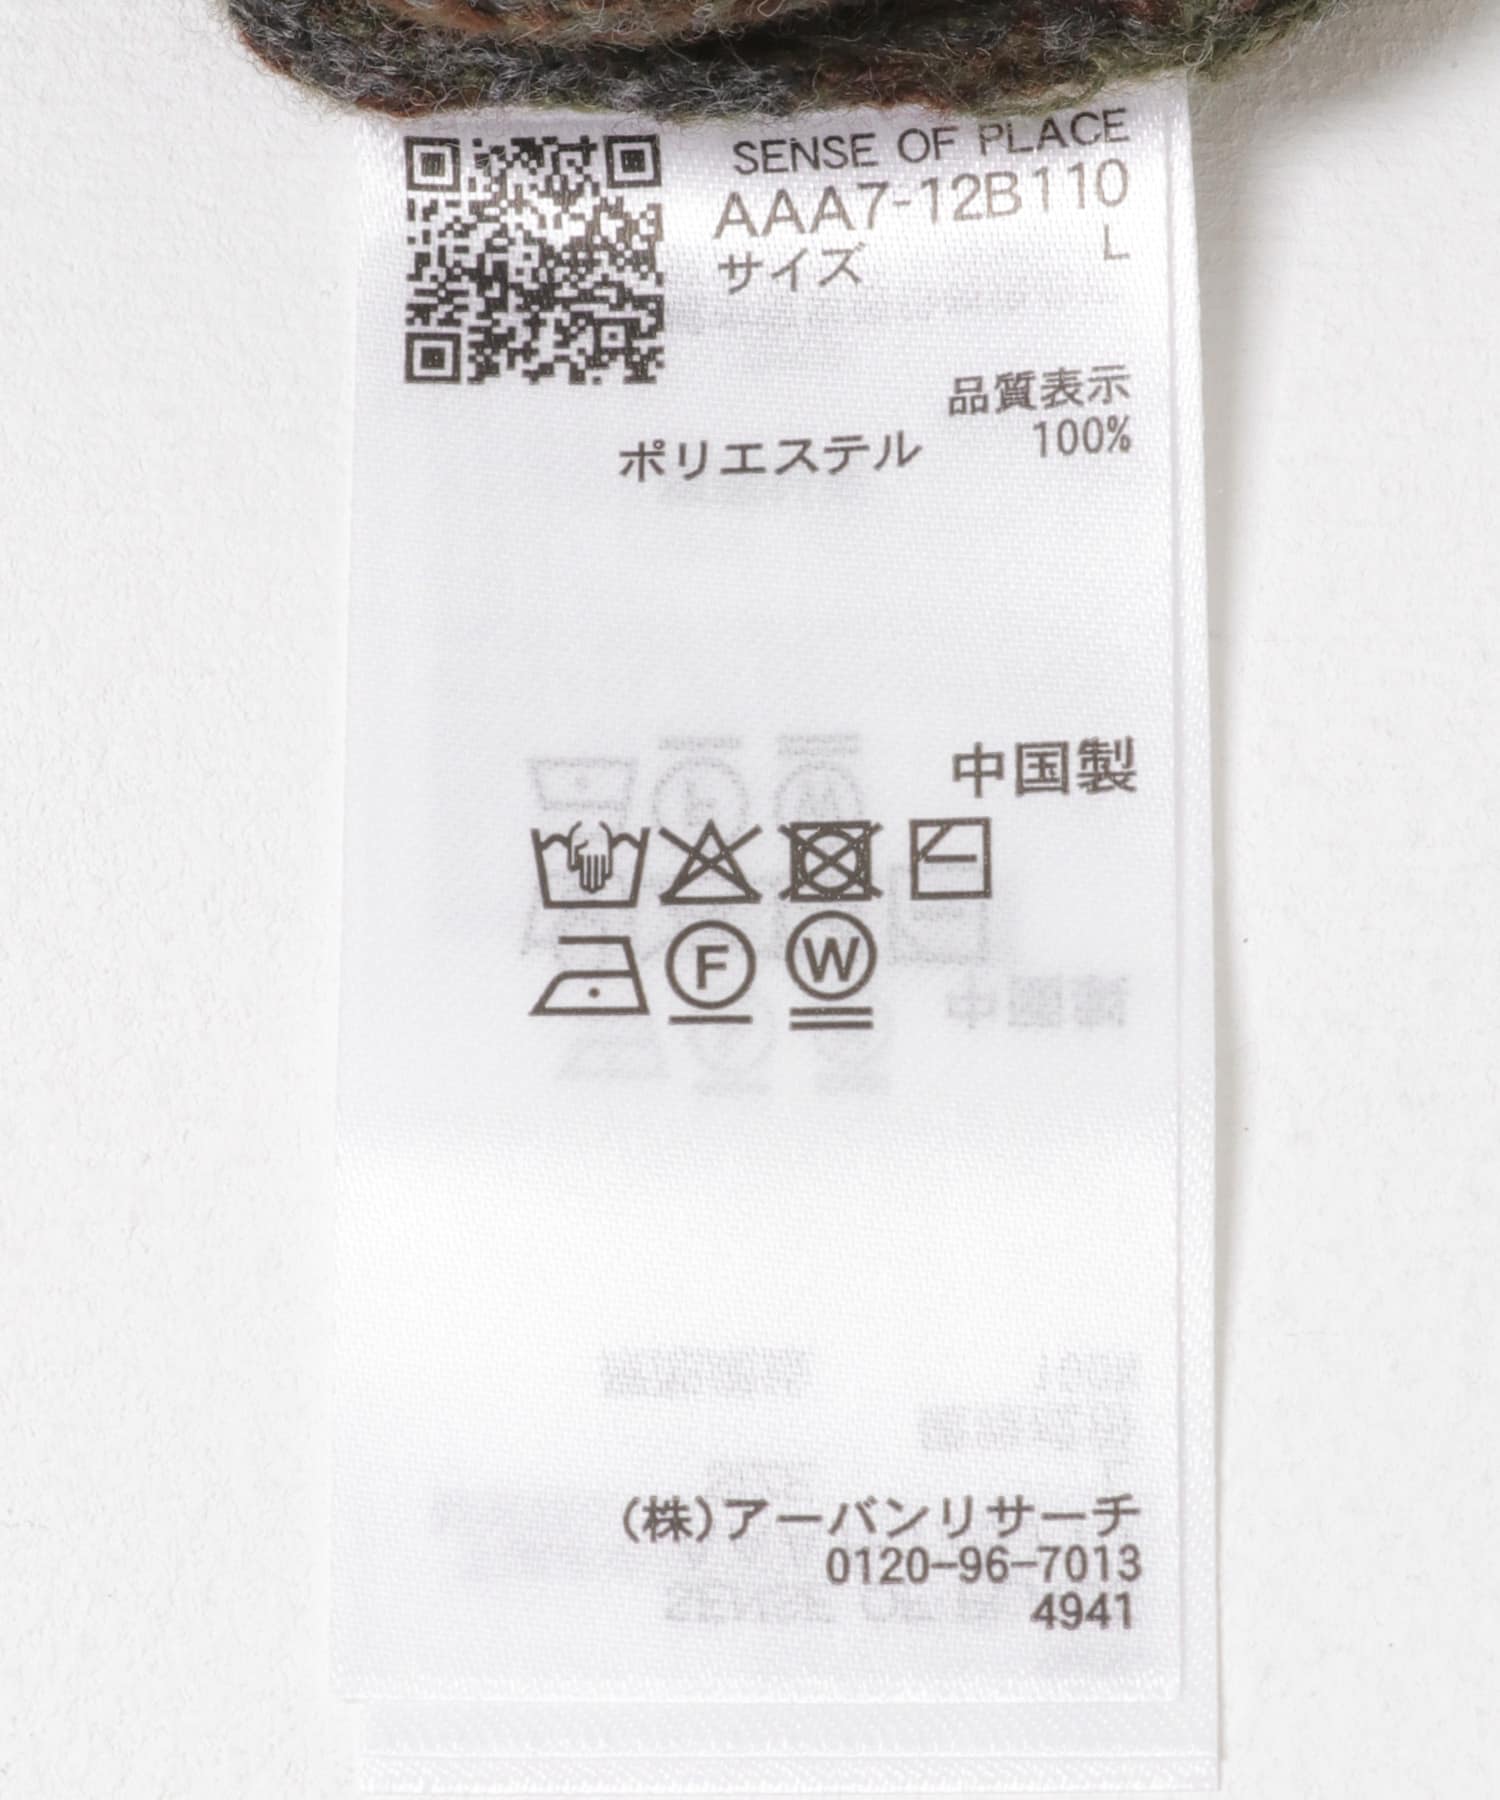 SENSE OF PLACE
AAA7-12B110
サイズ L
品質表示
ポリエステル 100%
中国製
F W
(株)アーバンリサーチ
0120-96-7013
4941